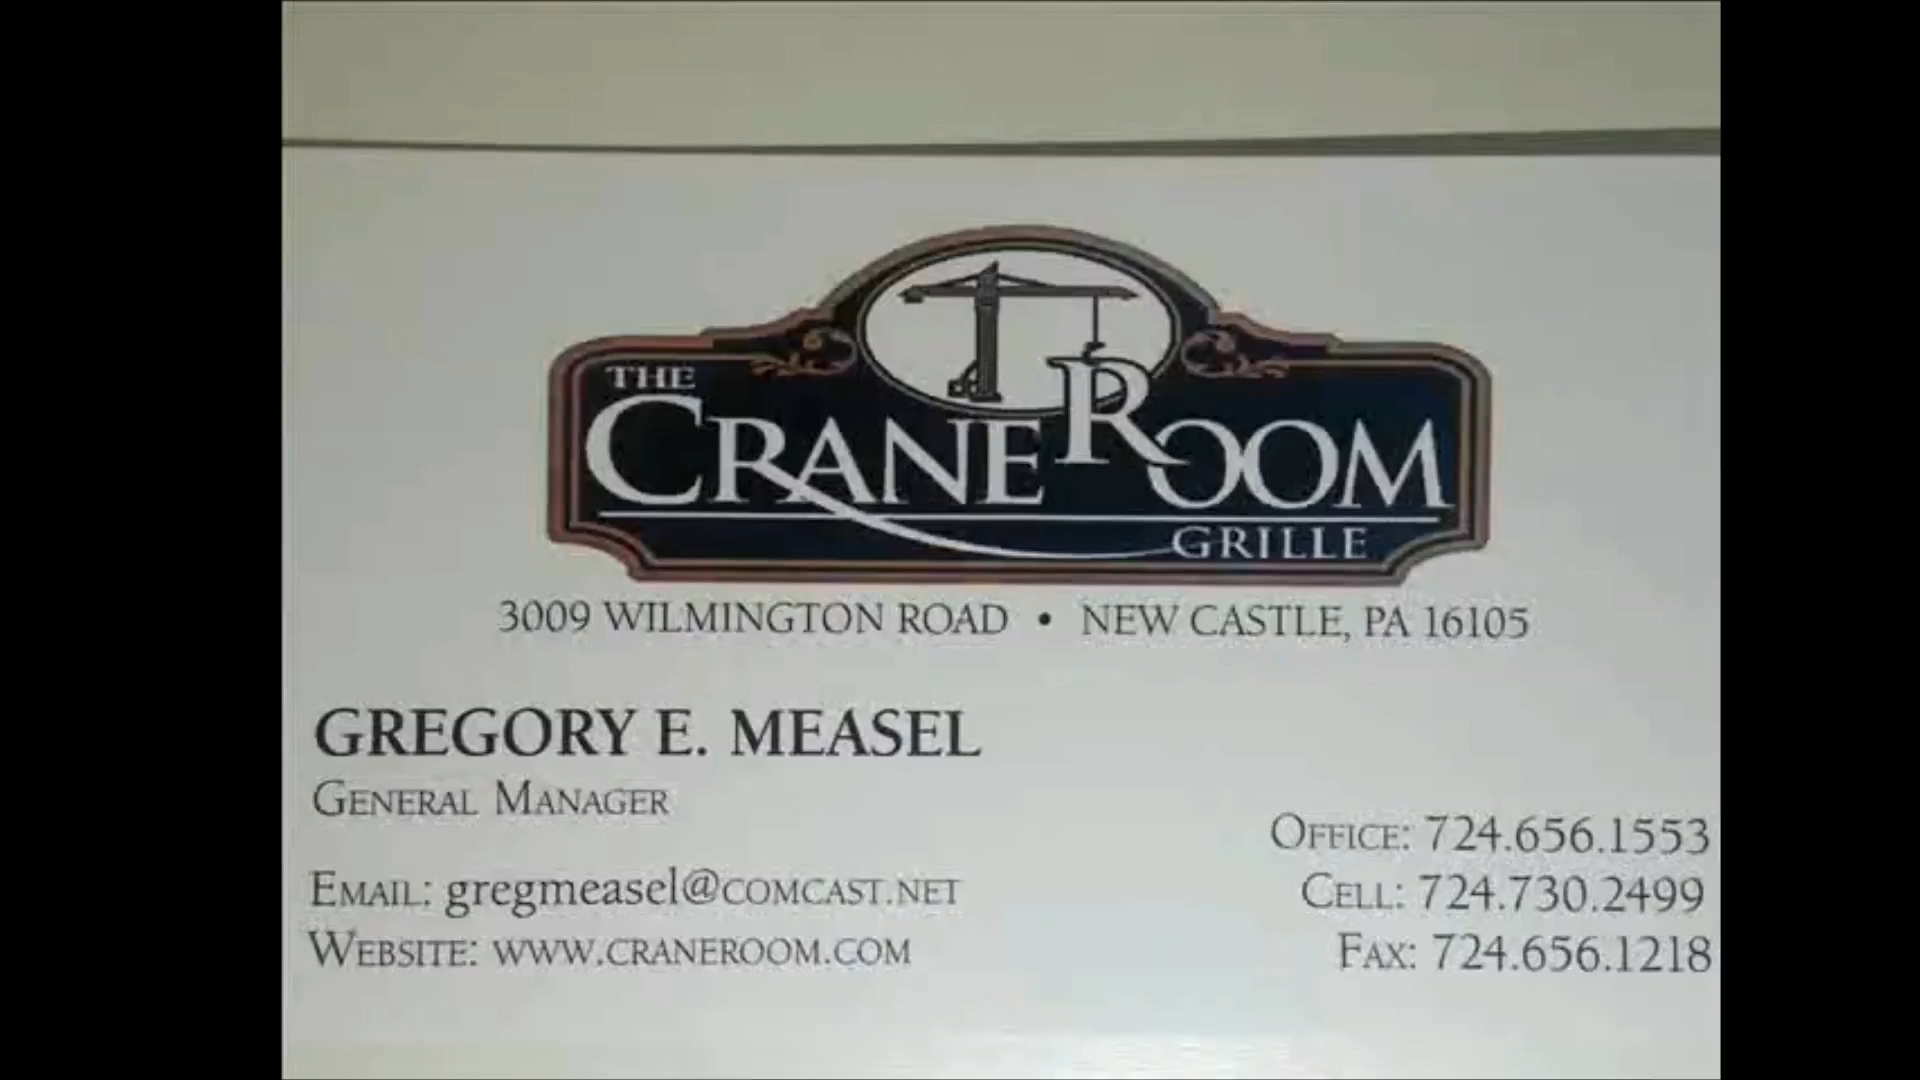 THE
CRANE ROOM
GRILLE
3009 WILMINGTON ROAD • NEW CASTLE, PA 16105
GREGORY E. MEASEL
GENERAL MANAGER
EMAIL: gregmeasel@COMCAST.NET
WEBSITE: WWW.CRANEROOM.COM
OFFICE: 724.656.1553
CELL: 724.730.2499
FAX: 724.656.1218